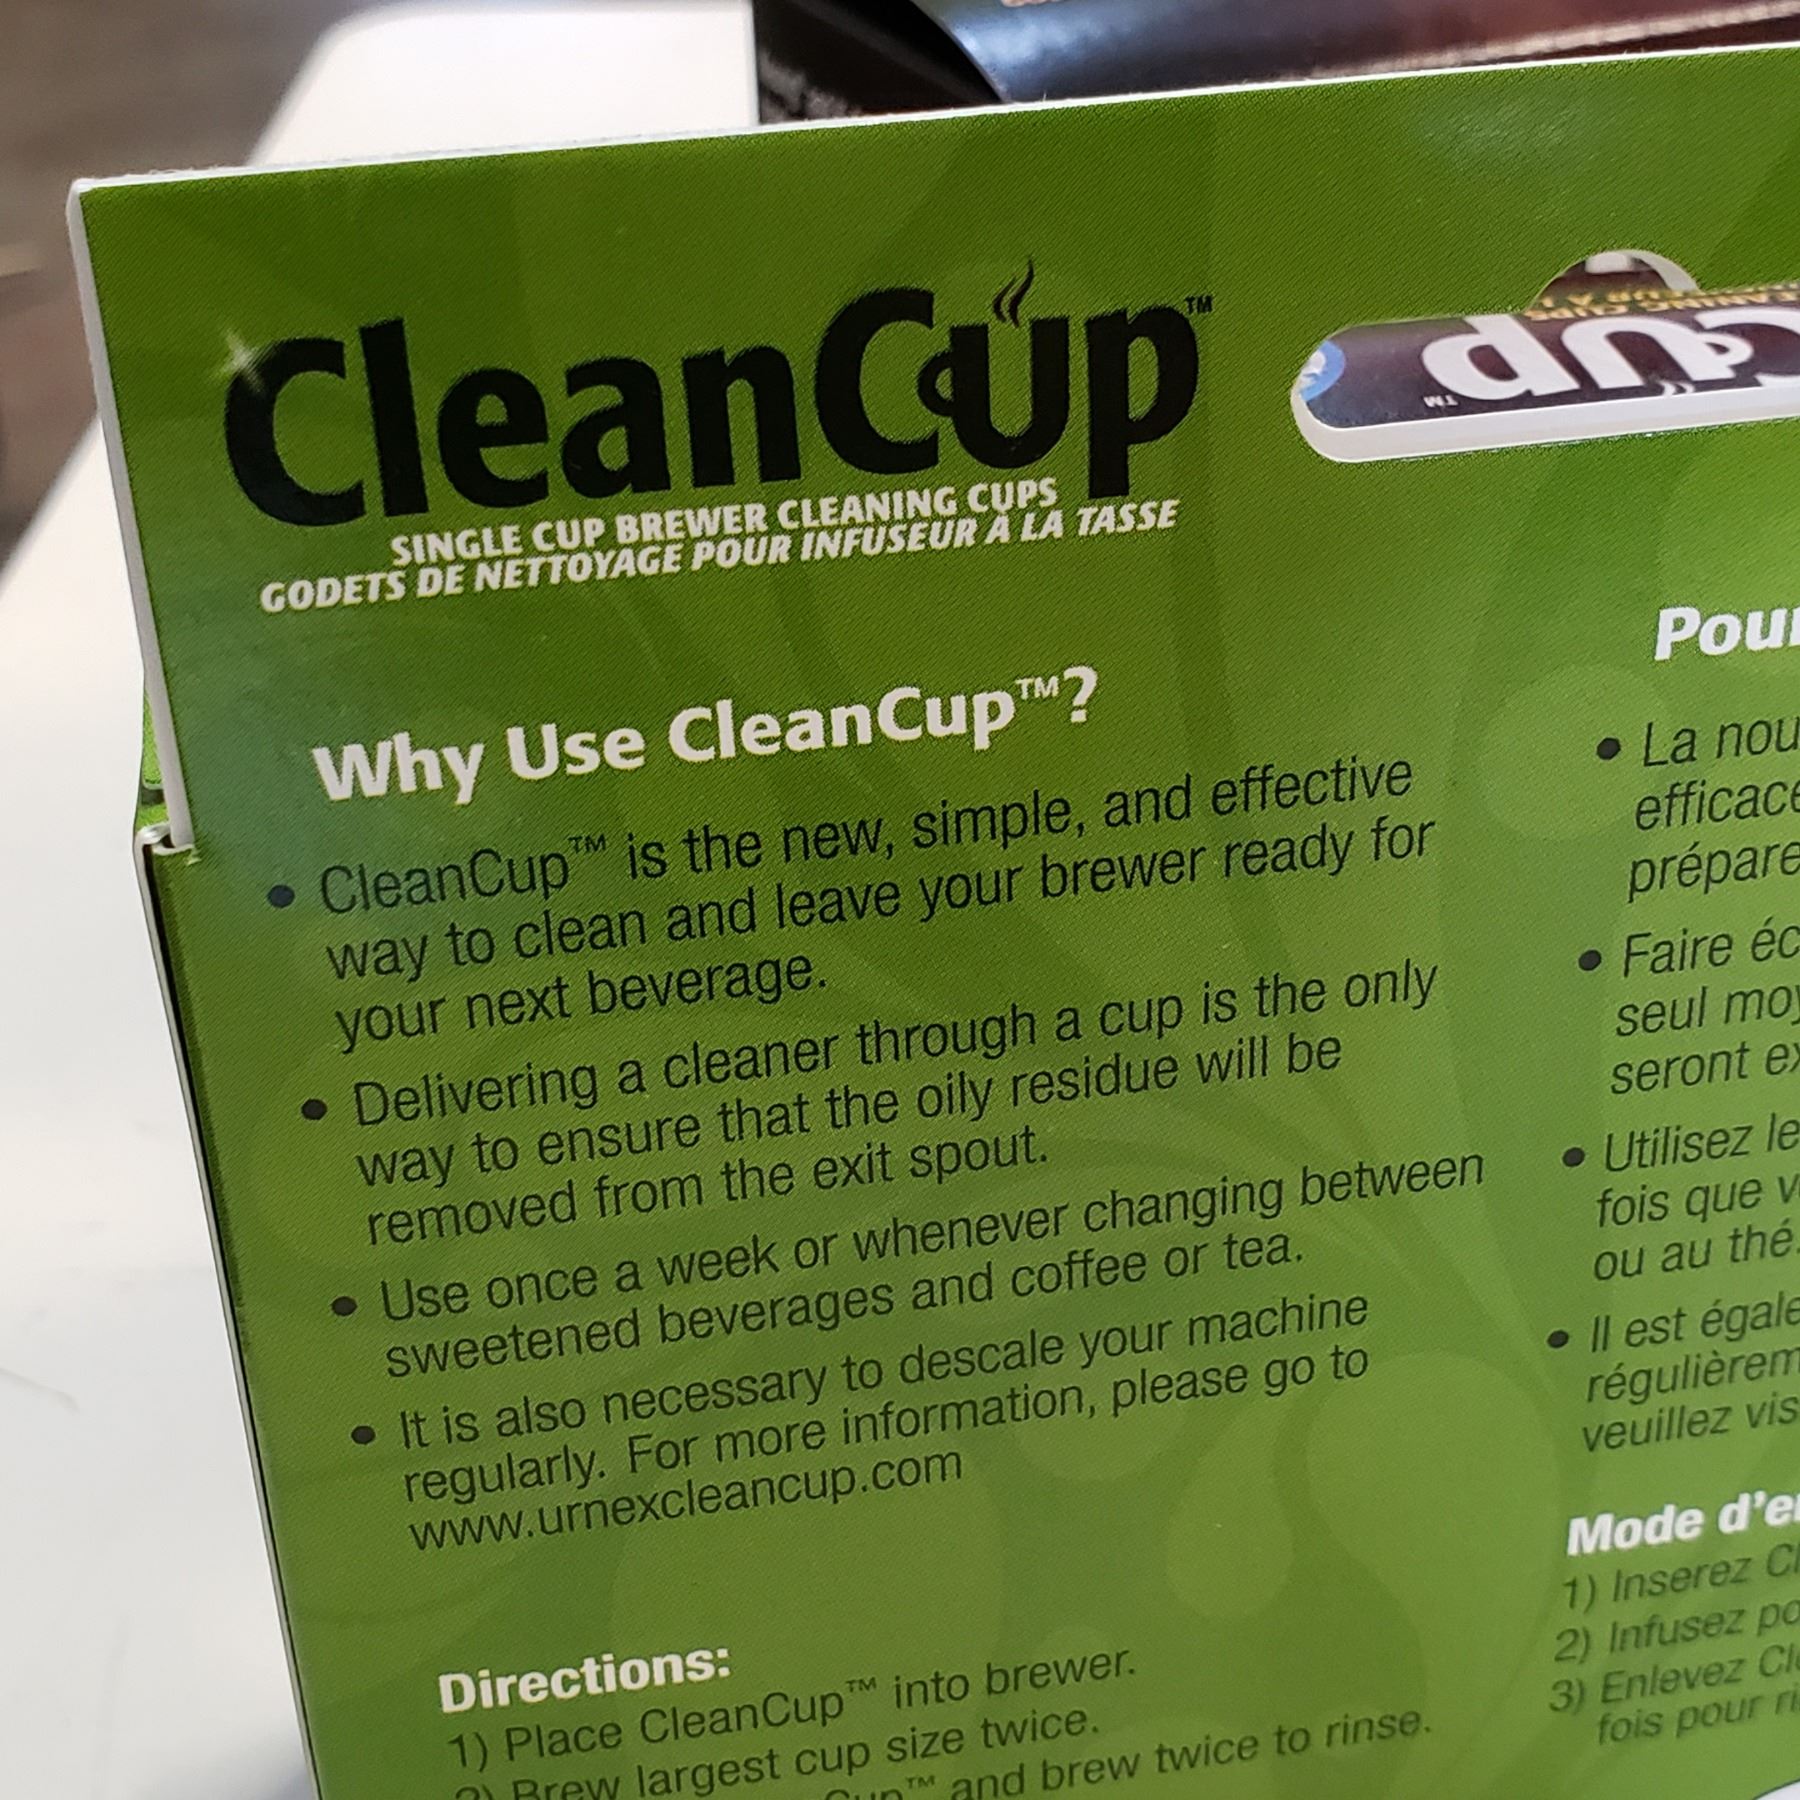 CleanCup™
SINGLE CUP BREWER CLEANING CUPS
GODETS DE NETTOYAGE POUR INFUSEUR À LA TASSE
Why Use CleanCup™?
• CleanCup™ is the new, simple, and effective
way to clean and leave your brewer ready for
your next beverage.
• Delivering a cleaner through a cup is the only
way to ensure that the oily residue will be
removed from the exit spout.
• Use once a week or whenever changing between
sweetened beverages and coffee or tea.
• It is also necessary to descale your machine
regularly. For more information, please go to
www.urnexcleancup.com
Directions:
1) Place CleanCup™ into brewer.
2) Brew largest cup size twice.
Cup™ and brew twice to rinse.
Cup™
Pour
• La nou
efficace
prépare
• Faire éc
seul moy
seront ex
• Utilisez le
fois que v
ou au thé.
• Il est égale
régulièrem
veuillez vis
Mode d'e
1) Inserez Cl
2) Infusez po
3) Enlevez Cl
fois pour ri